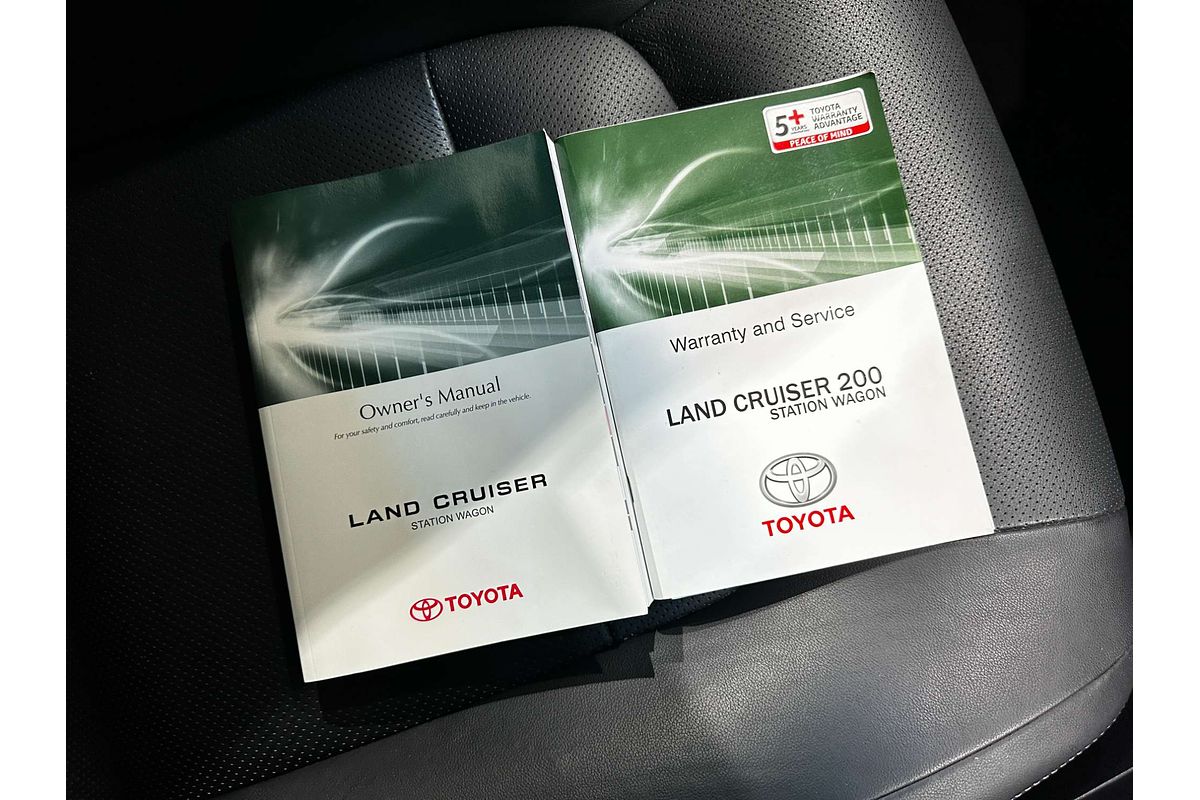 Owner's Manual
For your safety and comfort, read carefully and keep in the vehicle.
LAND CRUISER
STATION WAGON
TOYOTA
5+
YEARS
TOYOTA
WARRANTY
ADVANTAGE
PEACE OF MIND
Warranty and Service
LAND CRUISER 200
STATION WAGON
TOYOTA